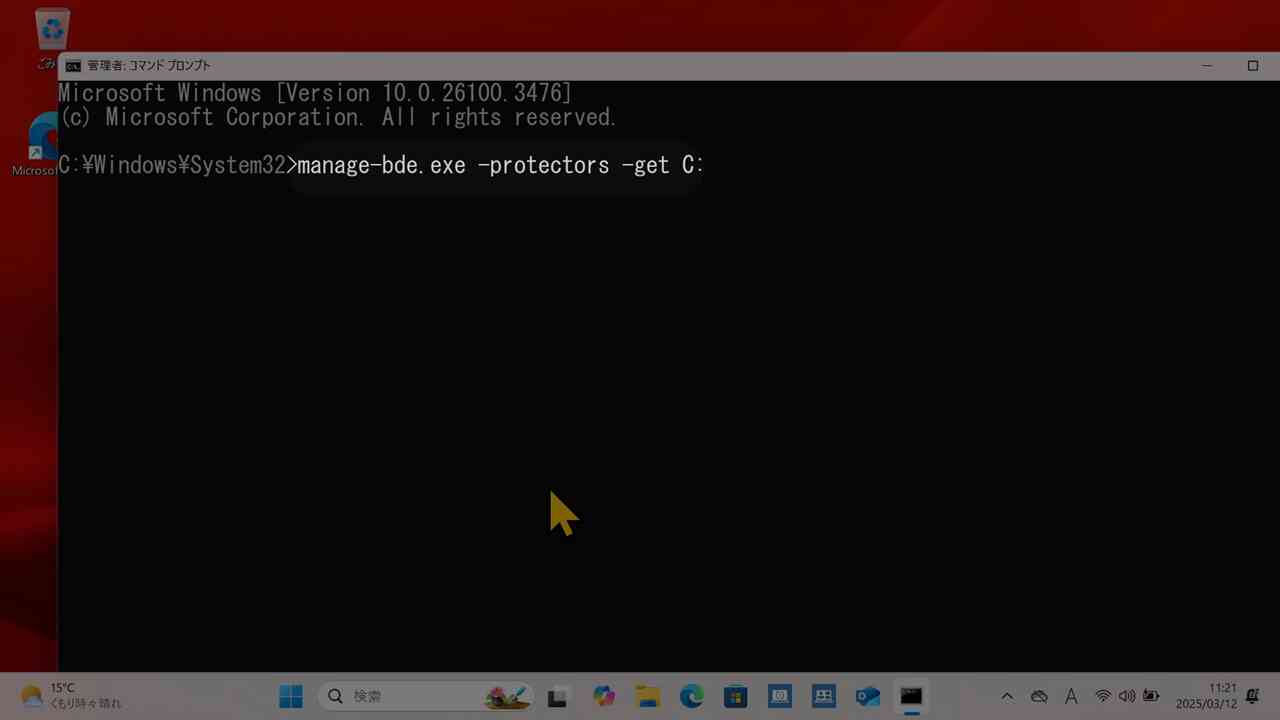 ごみ
管理者: コマンド プロンプト
Microsoft Windows [Version 10.0.26100.3476]
(c) Microsoft Corporation. All rights reserved.
C:¥Windows¥System32>manage-bde.exe -protectors -get C:
Microsof
15°C
くもり時々晴れ
検索
A
11:21
2025/03/12